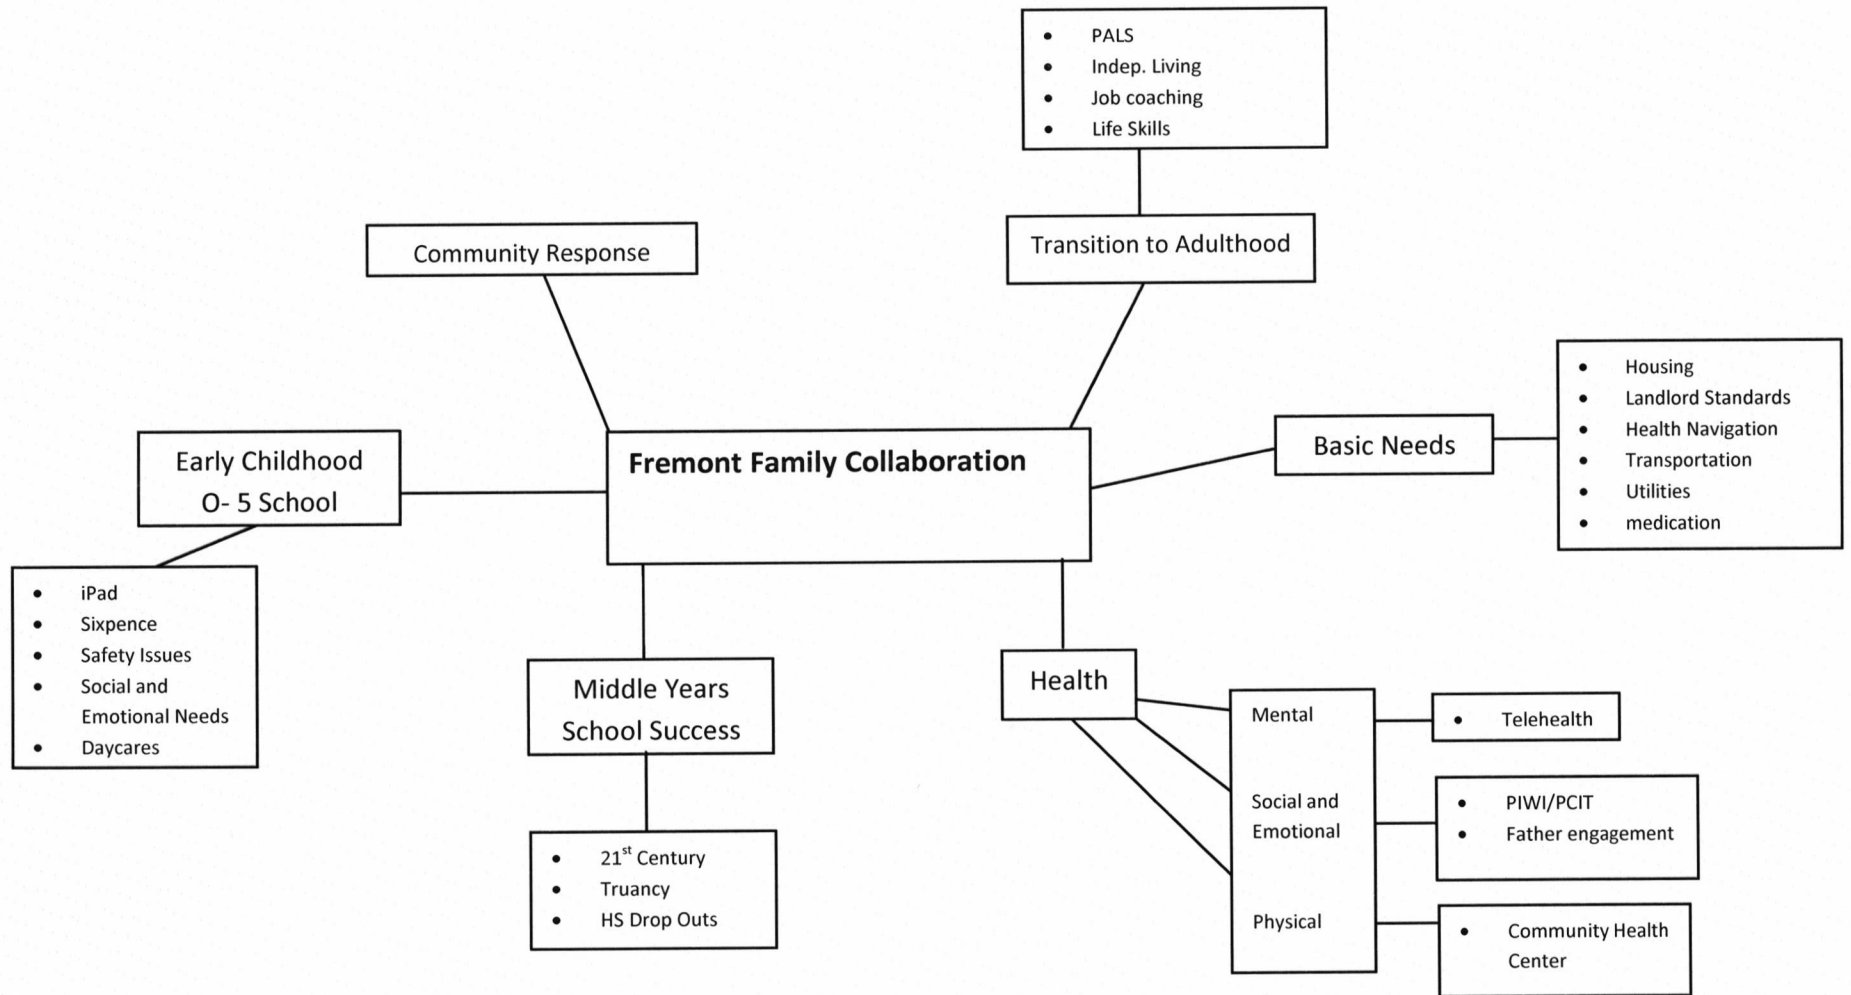 • PALS
• Indep. Living
• Job coaching
• Life Skills
Community Response
Transition to Adulthood
• Housing
• Landlord Standards
• Health Navigation
• Transportation
• Utilities
• medication
Basic Needs
Fremont Family Collaboration
Early Childhood
O- 5 School
• iPad
• Sixpence
• Safety Issues
• Social and
Emotional Needs
• Daycares
Middle Years
School Success
• 21st Century
• Truancy
• HS Drop Outs
Health
Mental
• Telehealth
Social and
Emotional
• PIWI/PCIT
• Father engagement
Physical
• Community Health
Center